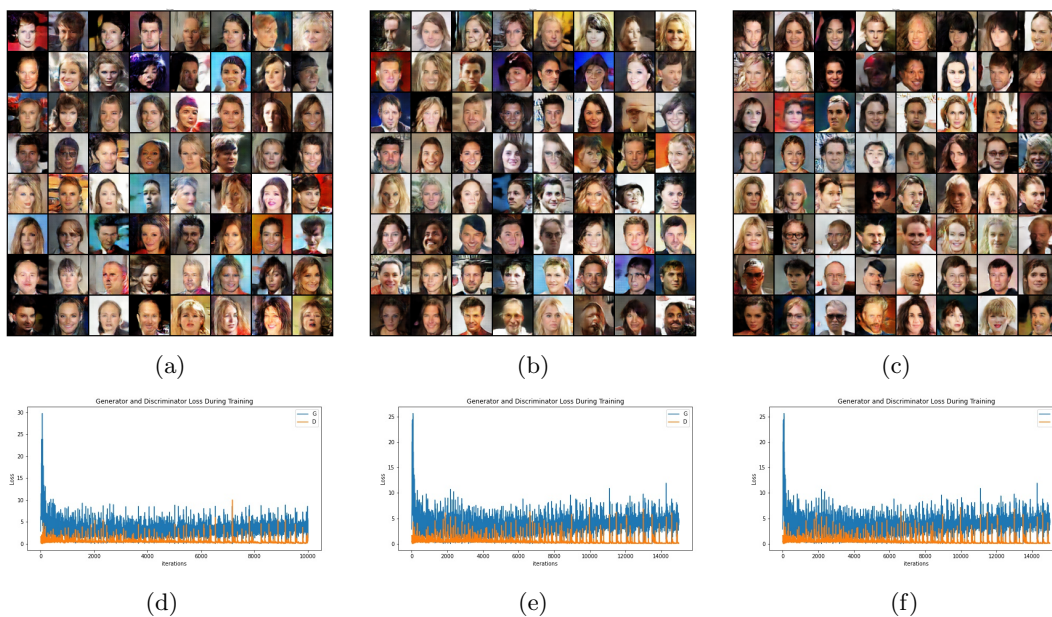 (a)
(b)
(c)
Generator and Discriminator Loss During Training
G
D
Loss
30
25
20
15
10
5
0
0 2000 4000 6000 8000 10000
iterations
(d)
Generator and Discriminator Loss During Training
G
D
Loss
25
20
15
10
5
0
0 2000 4000 6000 8000 10000 12000 14000
iterations
(e)
Generator and Discriminator Loss During Training
Loss
25
20
15
10
5
0
0 2000 4000 6000 8000 10000 12000 14000
iterations
(f)